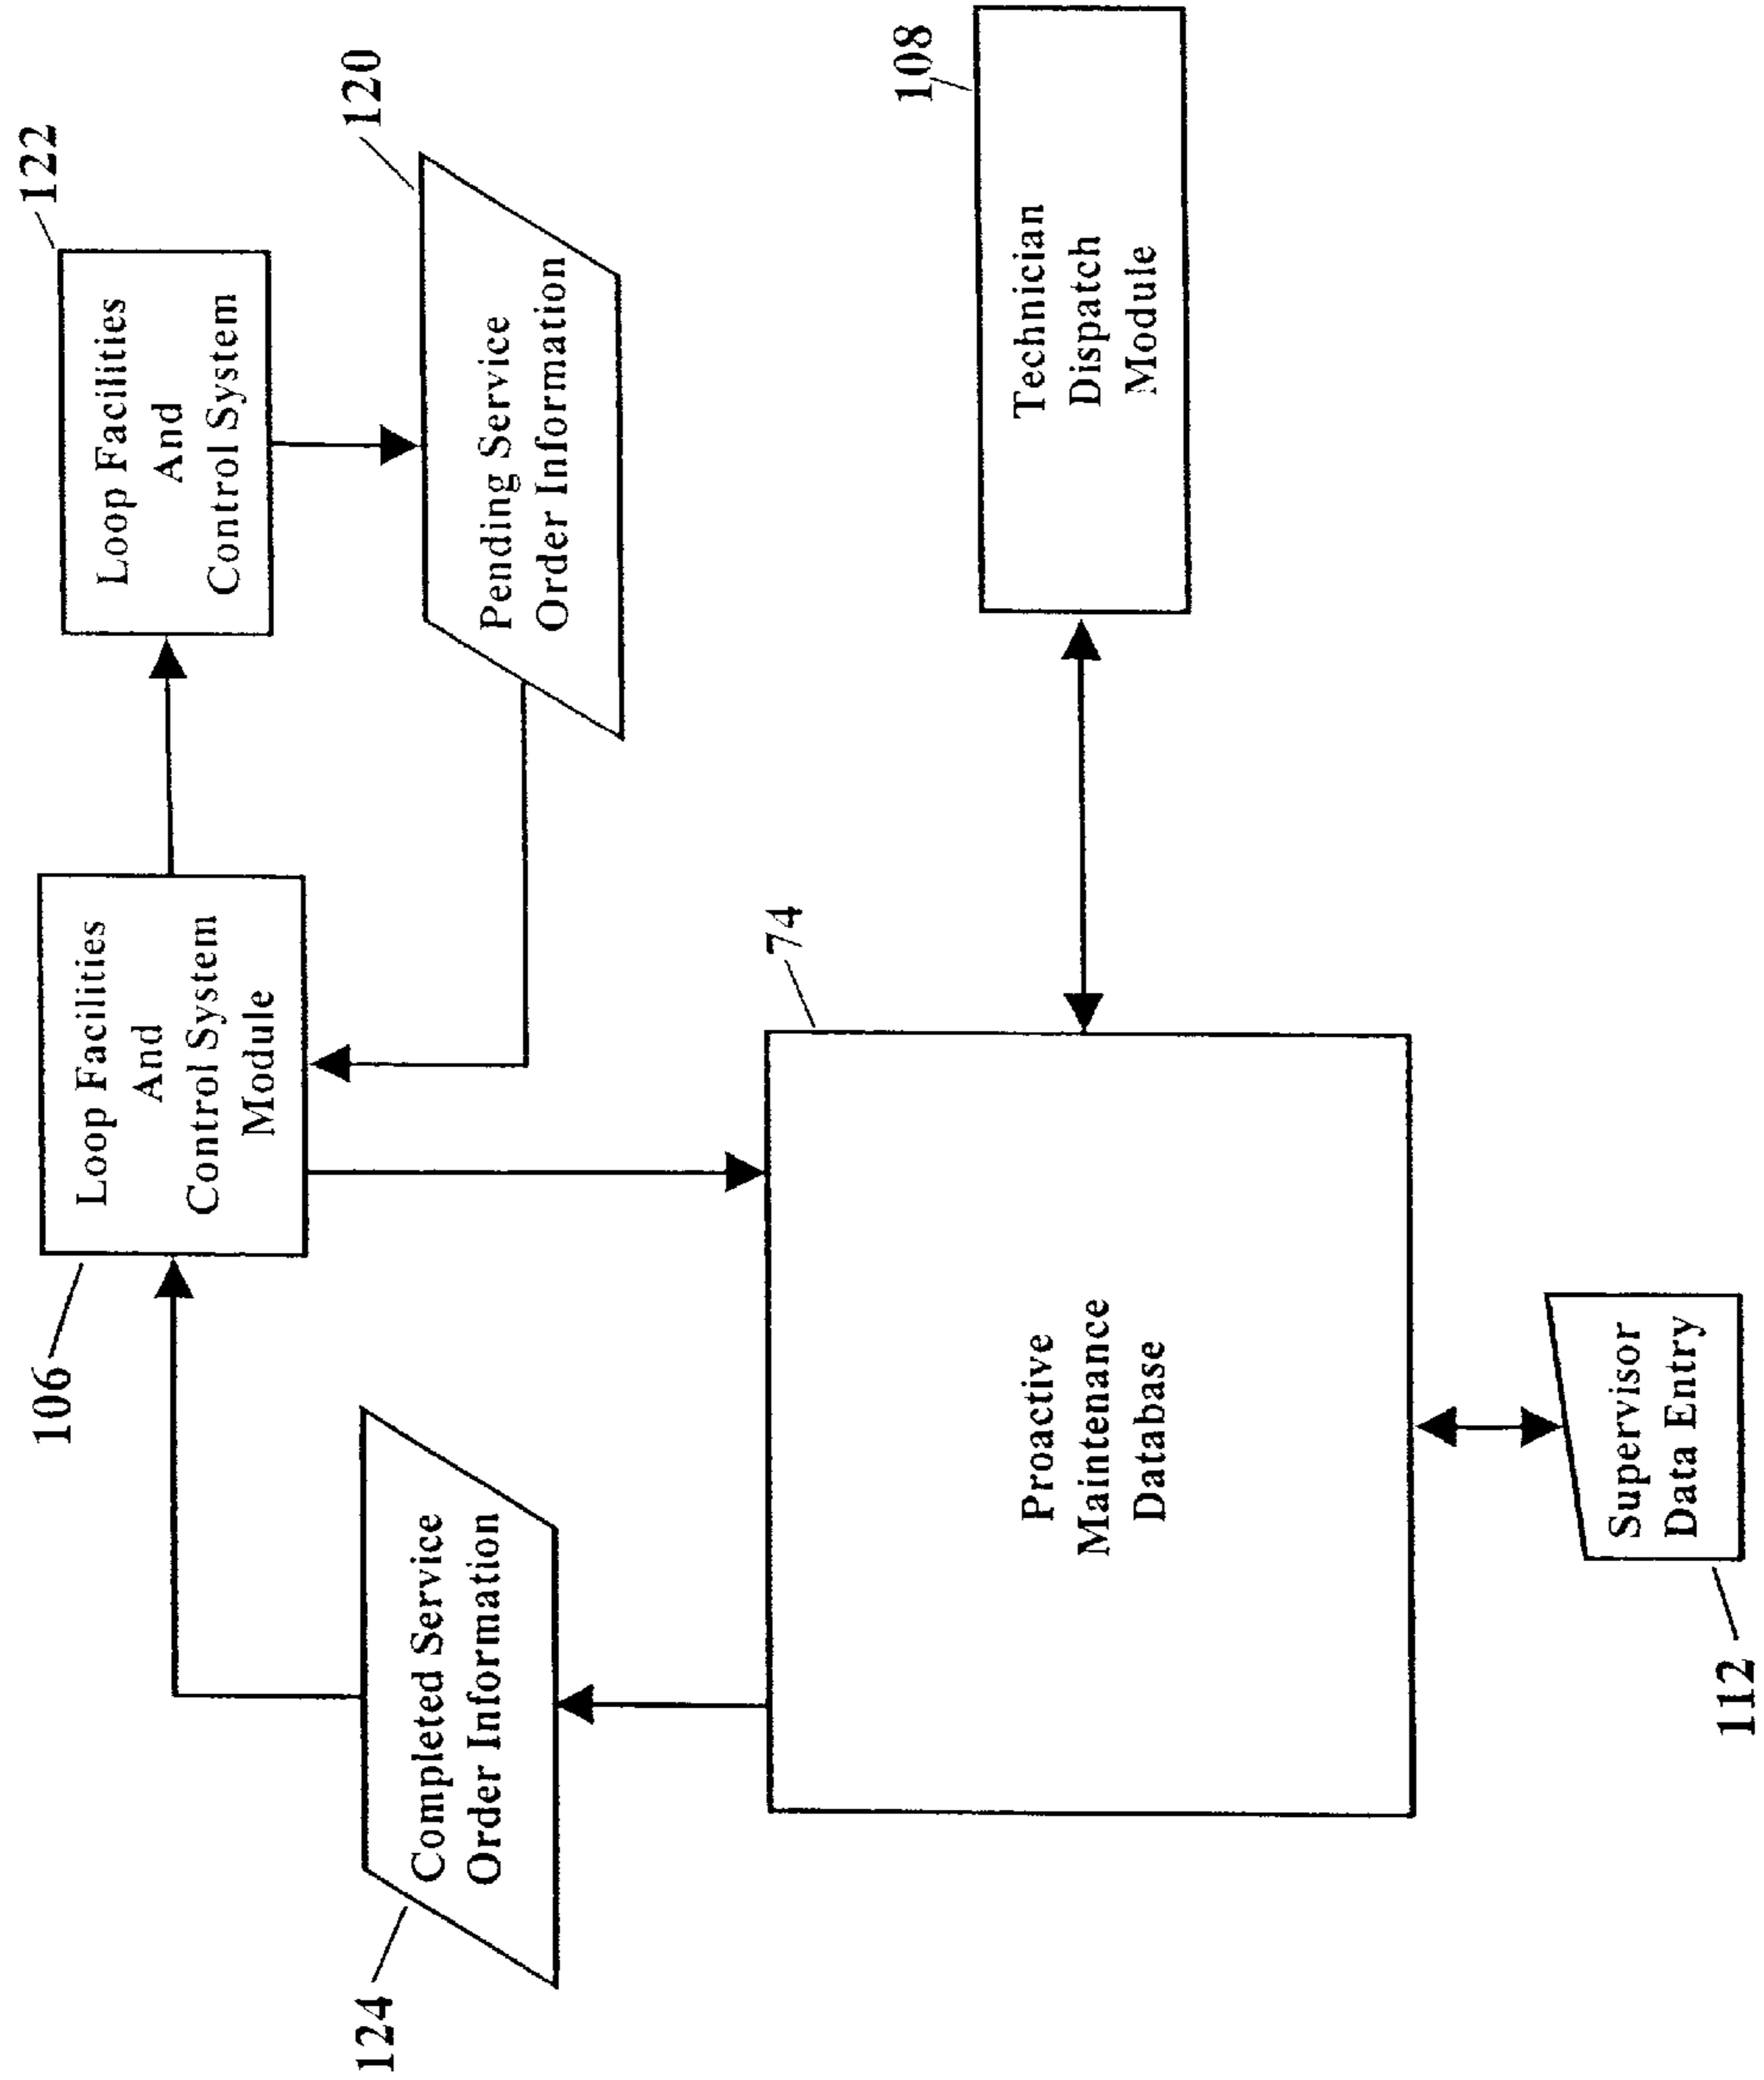 122
Loop Facilities
And
Control System
120
Pending Service
Order Information
106
Loop Facilities
And
Control System
Module
108
Technician
Dispatch
Module
124
Completed Service
Order Information
74
Proactive
Maintenance
Database
112
Supervisor
Data Entry